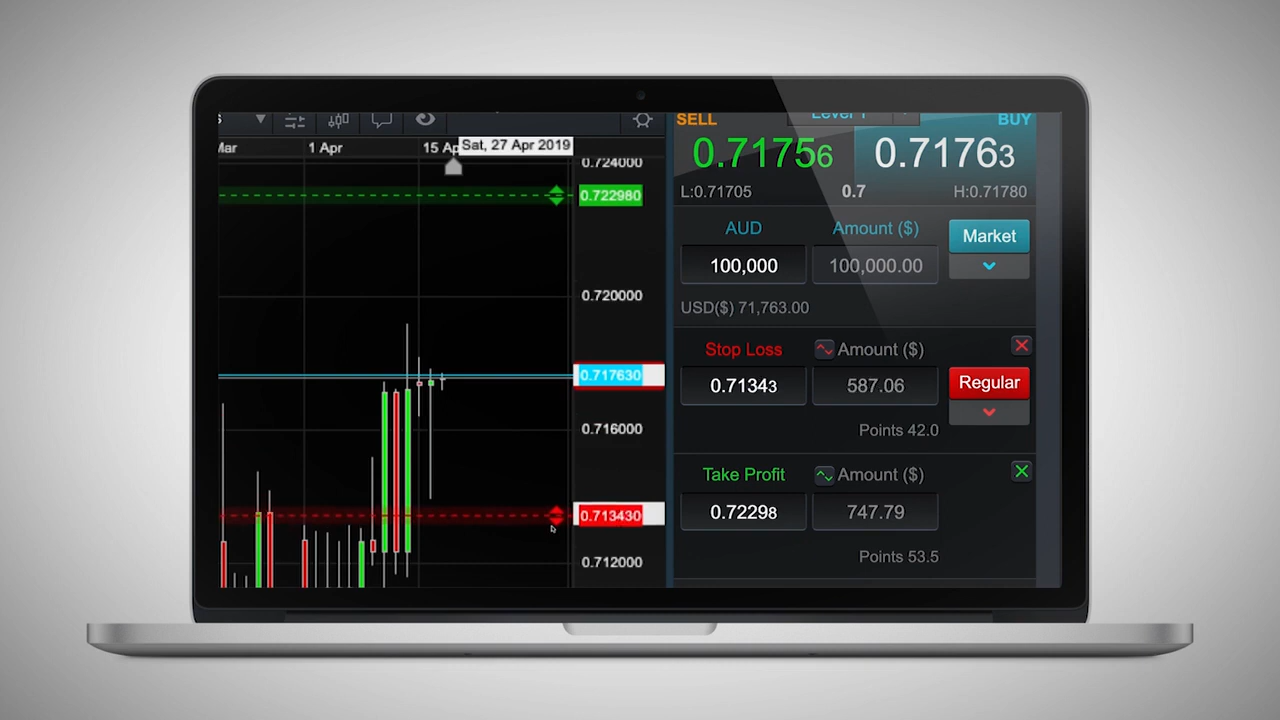 Mar
1 Apr
15 Ap
Sat, 27 Apr 2019
0.724000
0.722980
0.720000
0.717630
0.716000
0.713430
0.712000
SELL
Level 1
BUY
0.71756
0.71763
L:0.71705
0.7
H:0.71780
AUD
Amount ($)
Market
100,000
100,000.00
USD($) 71,763.00
Stop Loss
Amount ($)
0.71343
587.06
Regular
Points 42.0
Take Profit
Amount ($)
0.72298
747.79
Points 53.5